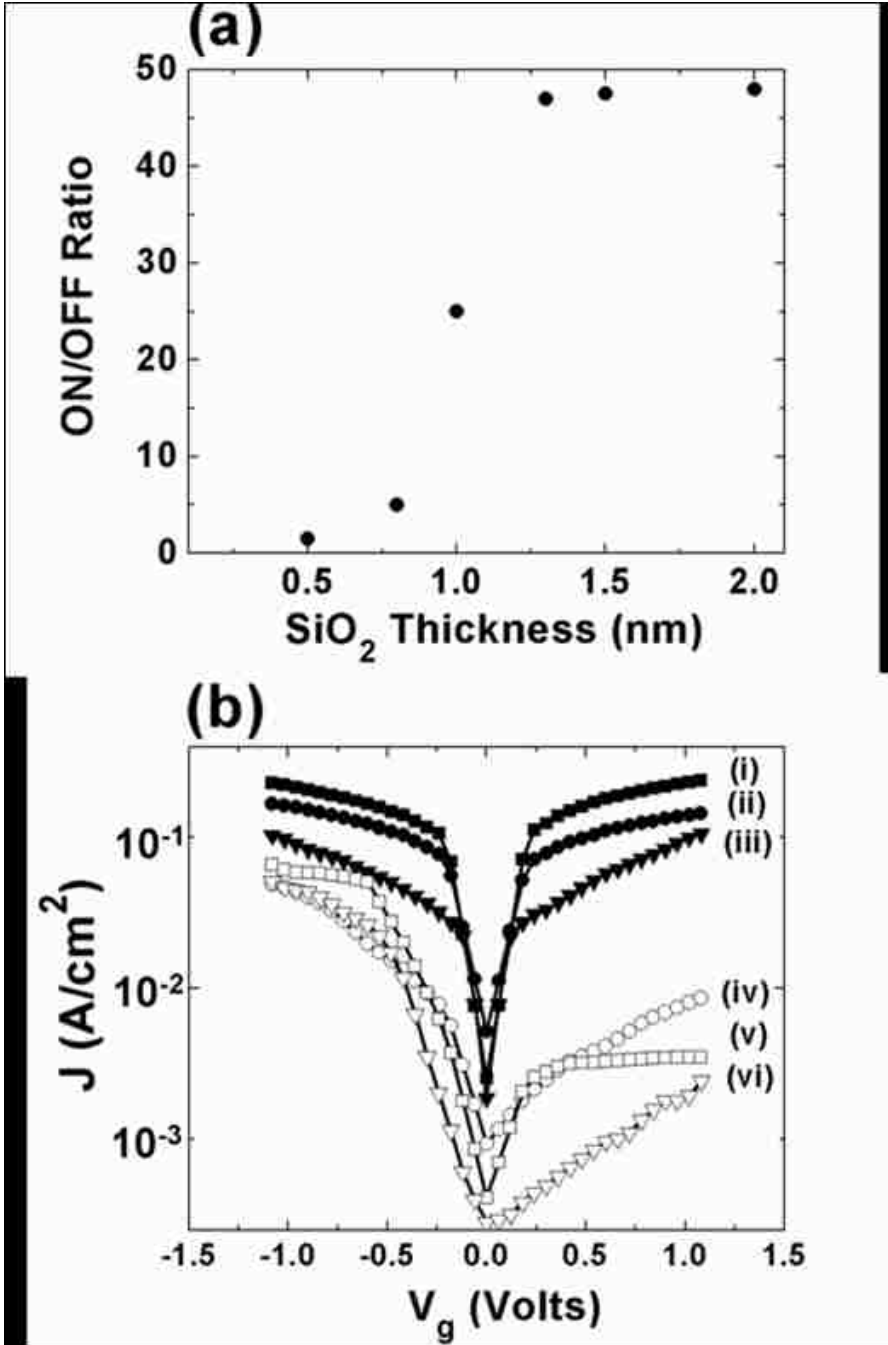 (a)
50
40
30
20
10
0
ON/OFF Ratio
0.5 1.0 1.5 2.0
SiO2 Thickness (nm)
(b)
(i)
(ii)
(iii)
(iv)
(v)
(vi)
10-1
10-2
10-3
J (A/cm2)
-1.5 -1.0 -0.5 0.0 0.5 1.0 1.5
Vg (Volts)